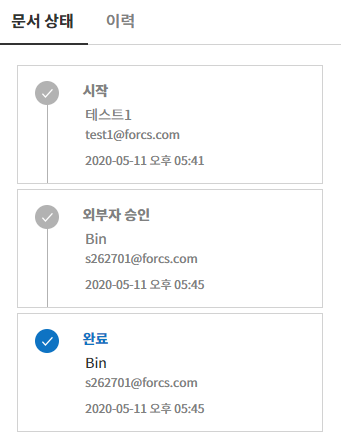 문서 상태 이력
시작
테스트1
test1@forcs.com
2020-05-11 오후 05:41
외부자 승인
Bin
s262701@forcs.com
2020-05-11 오후 05:45
완료
Bin
s262701@forcs.com
2020-05-11 오후 05:45